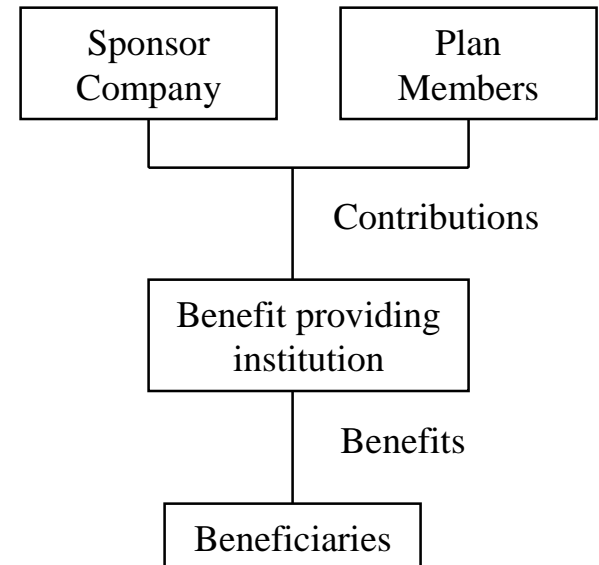 Sponsor
Company
Plan
Members
Contributions
Benefit providing
institution
Benefits
Beneficiaries